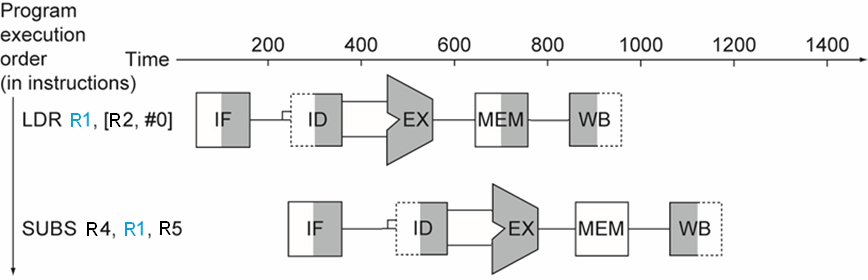 Program
execution
order
(in instructions)
Time
200 400 600 800 1000 1200 1400
LDR R1, [R2, #0]
IF ID EX MEM WB
SUBS R4, R1, R5
IF ID EX MEM WB